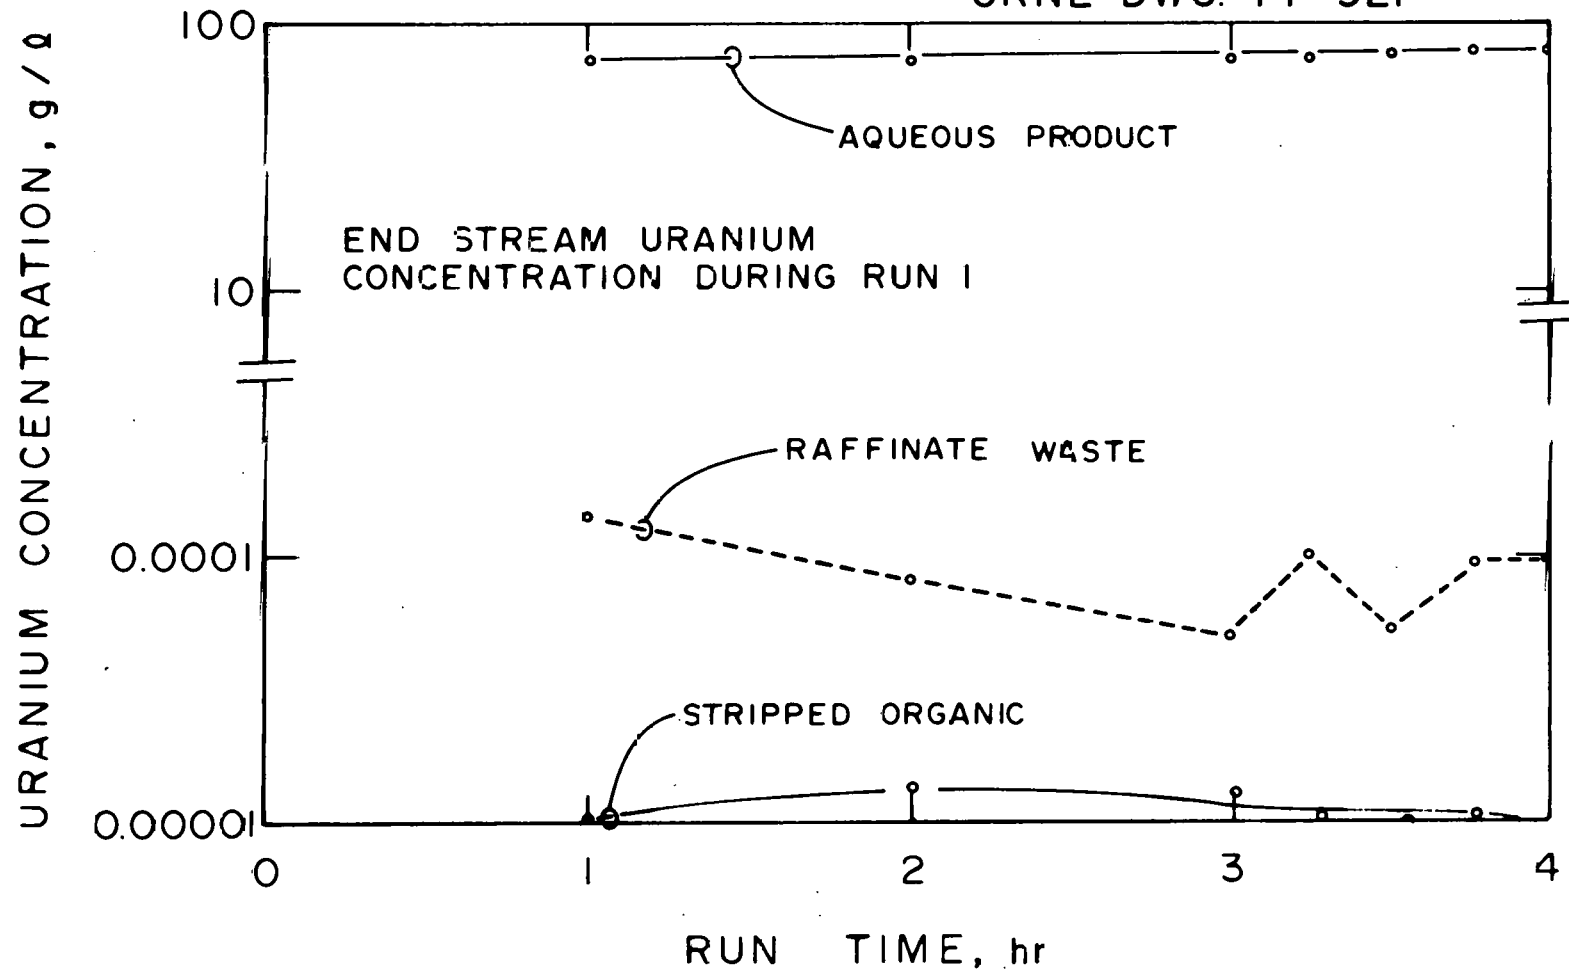 100
AQUEOUS PRODUCT
END STREAM URANIUM
CONCENTRATION DURING RUN 1
10
RAFFINATE WASTE
0.0001
STRIPPED ORGANIC
0.00001
0 1 2 3 4
RUN TIME, hr
URANIUM CONCENTRATION, g/ℓ